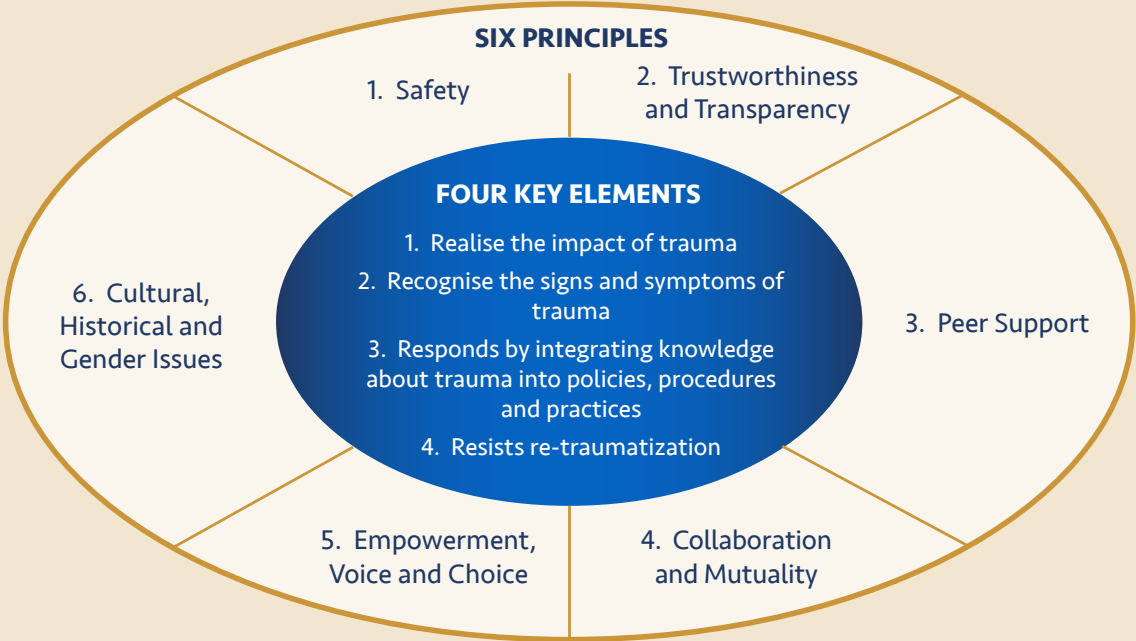 SIX PRINCIPLES
1. Safety
2. Trustworthiness
and Transparency
3. Peer Support
4. Collaboration
and Mutuality
5. Empowerment,
Voice and Choice
6. Cultural,
Historical and
Gender Issues
FOUR KEY ELEMENTS
1. Realise the impact of trauma
2. Recognise the signs and symptoms of
trauma
3. Responds by integrating knowledge
about trauma into policies, procedures
and practices
4. Resists re-traumatization